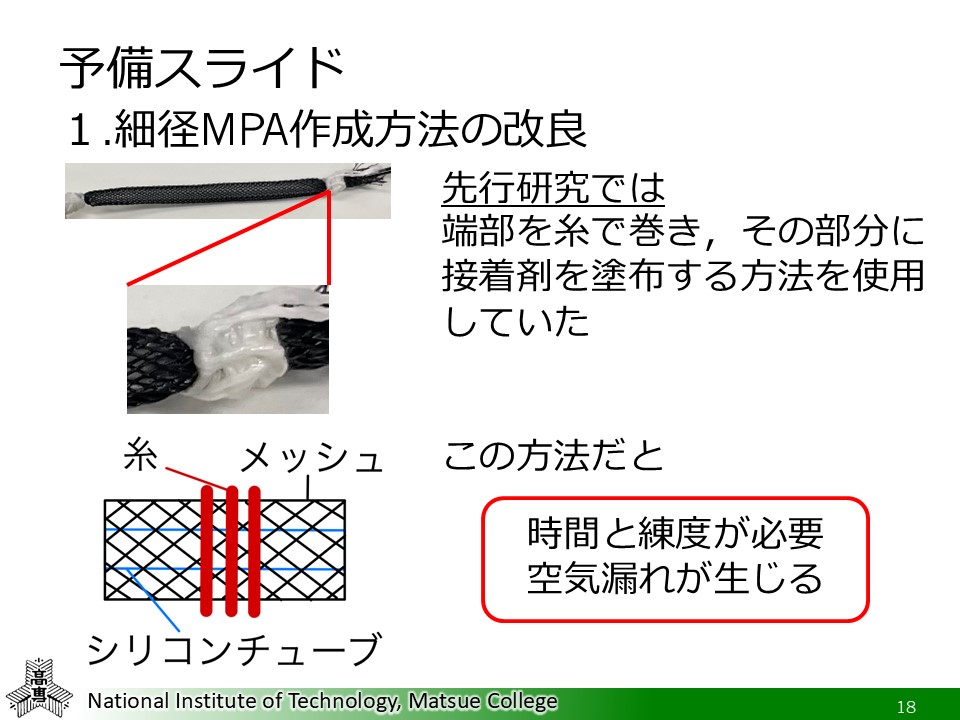 予備スライド
１.細径MPA作成方法の改良
先行研究では
端部を糸で巻き，その部分に
接着剤を塗布する方法を使用
していた
糸
メッシュ
シリコンチューブ
この方法だと
時間と練度が必要
空気漏れが生じる
高専
National Institute of Technology, Matsue College
18